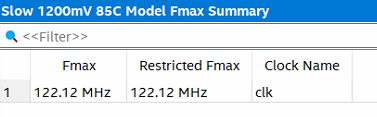 Slow 1200mV 85C Model Fmax Summary
<<Filter>>
Fmax Restricted Fmax Clock Name
1 122.12 MHz 122.12 MHz clk